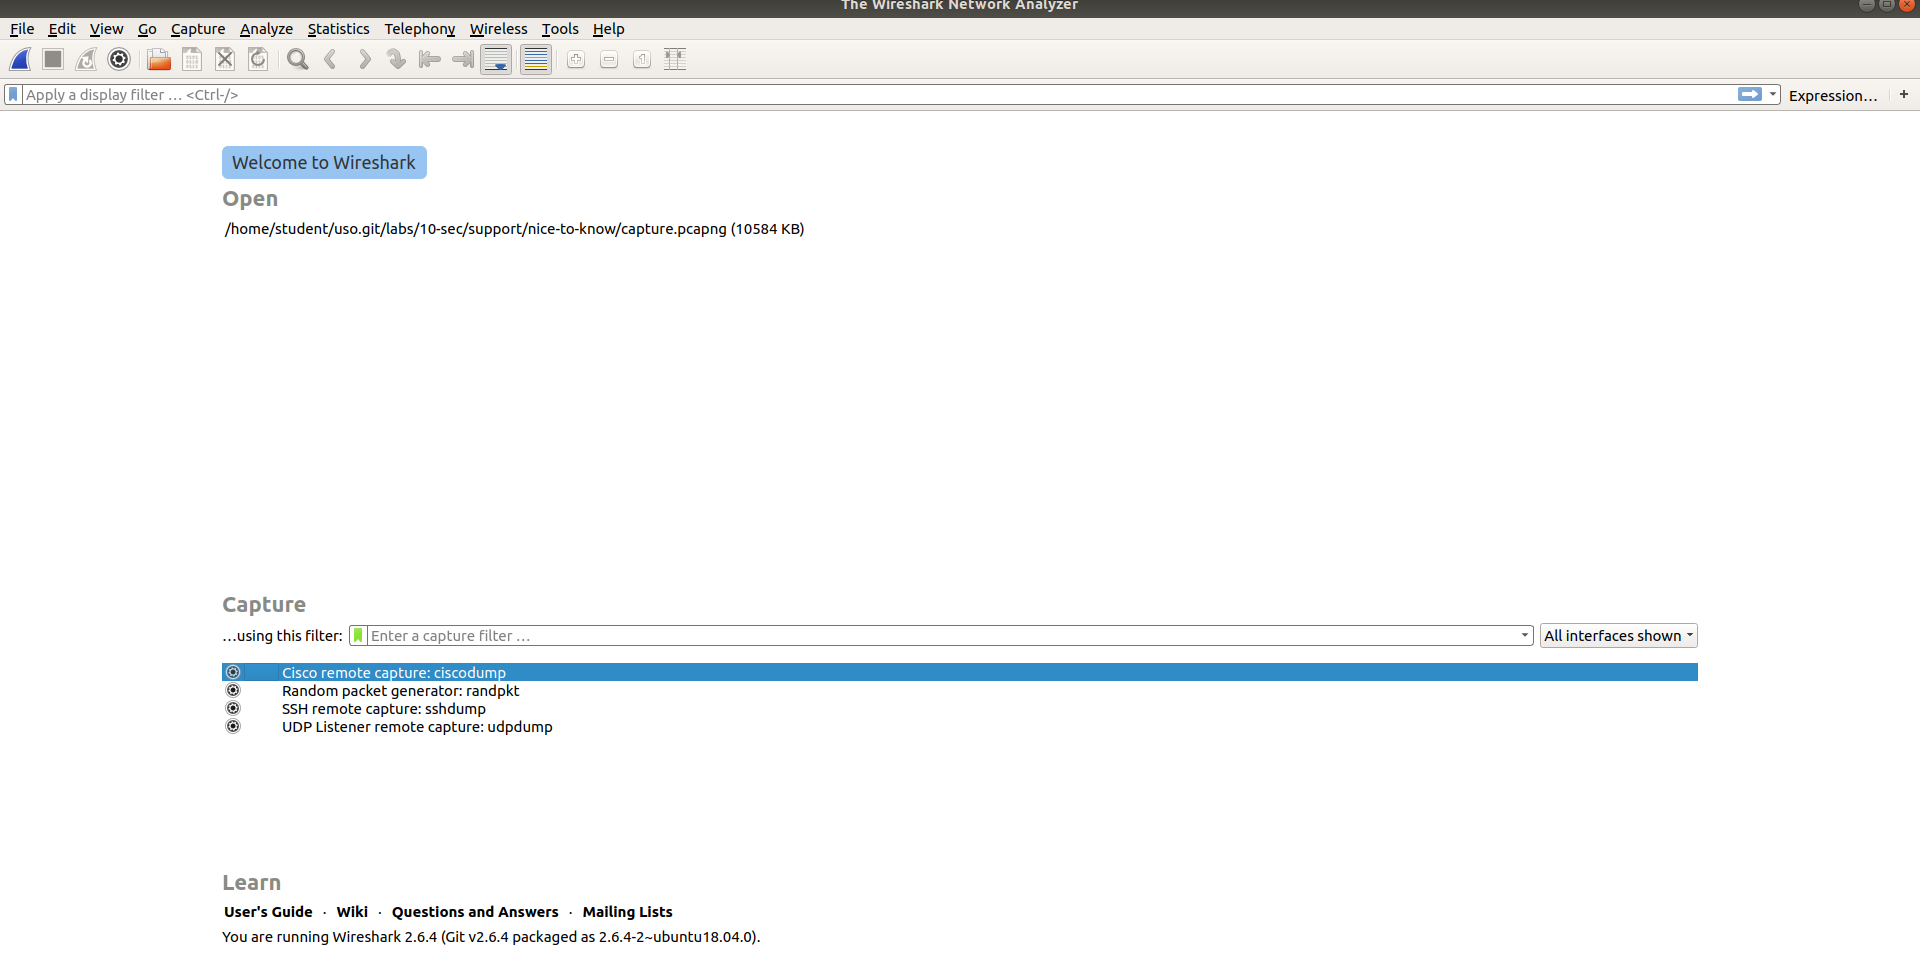 The Wireshark Network Analyzer
File Edit View Go Capture Analyze Statistics Telephony Wireless Tools Help
Apply a display filter … <Ctrl-/> Expression… +
Welcome to Wireshark
Open
/home/student/uso.git/labs/10-sec/support/nice-to-know/capture.pcapng (10584 KB)
Capture
…using this filter: Enter a capture filter … All interfaces shown
Cisco remote capture: ciscodump
Random packet generator: randpkt
SSH remote capture: sshdump
UDP Listener remote capture: udpdump
Learn
User's Guide · Wiki · Questions and Answers · Mailing Lists
You are running Wireshark 2.6.4 (Git v2.6.4 packaged as 2.6.4-2~ubuntu18.04.0).